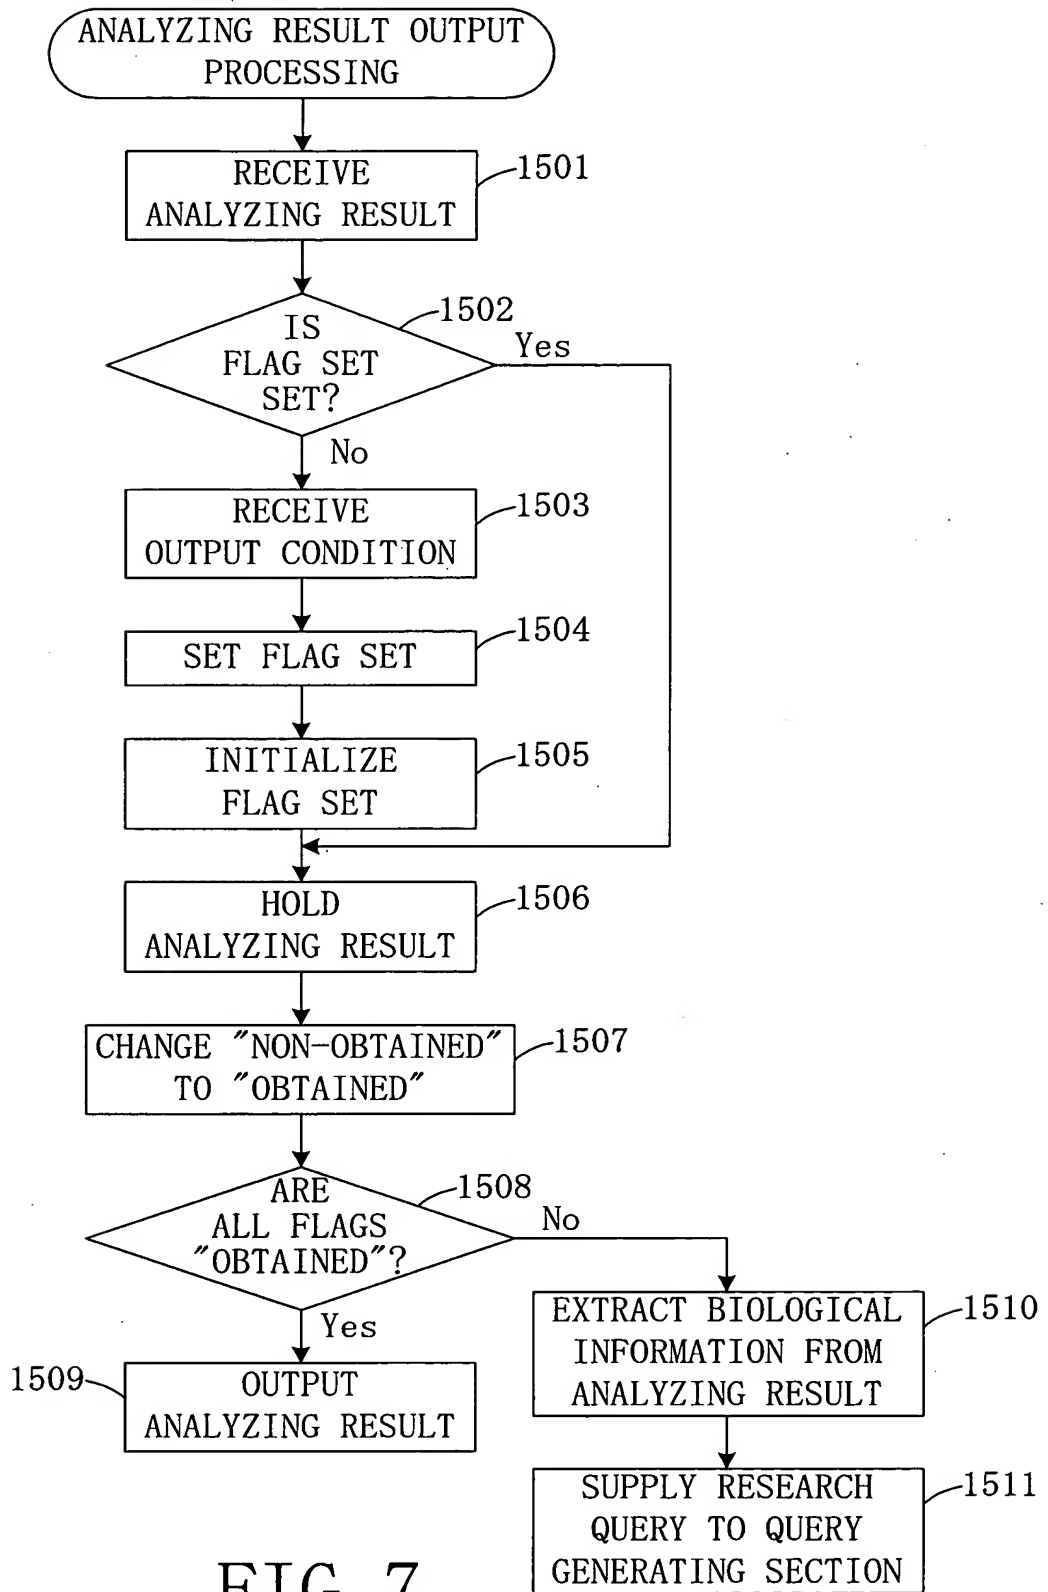 ANALYZING RESULT OUTPUT
PROCESSING
RECEIVE
ANALYZING RESULT
1501
IS
FLAG SET
SET?
1502
Yes
No
RECEIVE
OUTPUT CONDITION
1503
SET FLAG SET
1504
INITIALIZE
FLAG SET
1505
HOLD
ANALYZING RESULT
1506
CHANGE "NON-OBTAINED"
TO "OBTAINED"
1507
ARE
ALL FLAGS
"OBTAINED"?
1508
No
Yes
1509
OUTPUT
ANALYZING RESULT
EXTRACT BIOLOGICAL
INFORMATION FROM
ANALYZING RESULT
1510
SUPPLY RESEARCH
QUERY TO QUERY
GENERATING SECTION
1511
FIG. 7